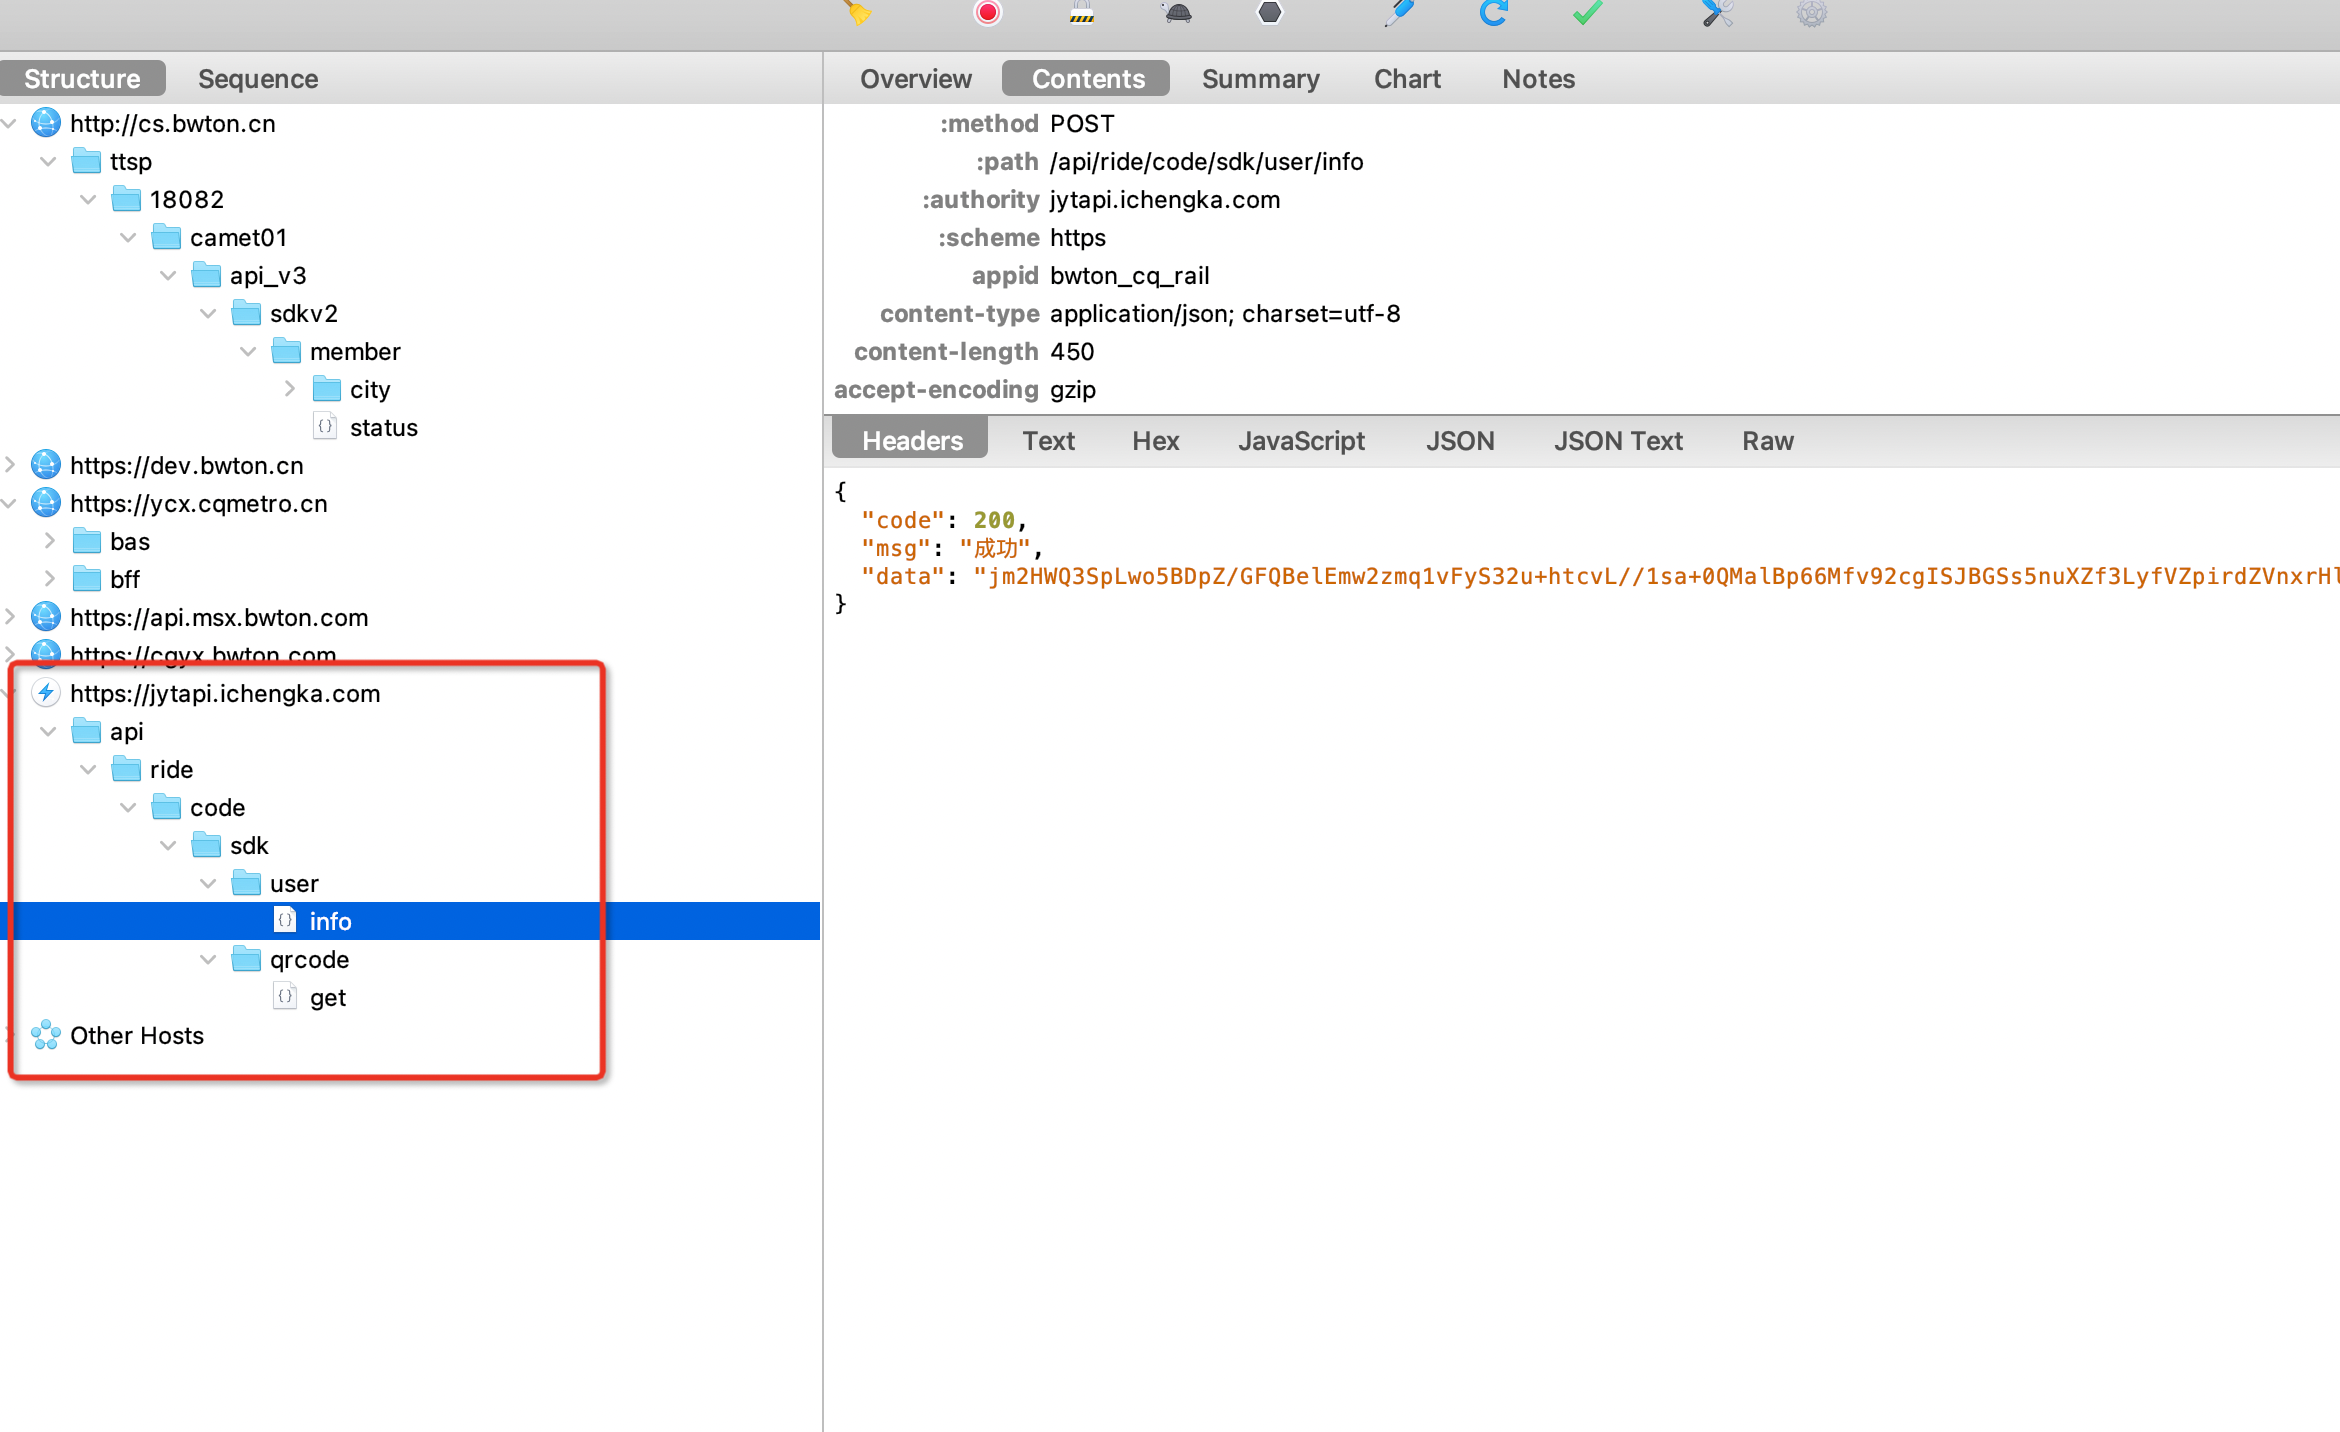 Structure Sequence
http://cs.bwton.cn
ttsp
18082
camet01
api_v3
sdkv2
member
city
status
https://dev.bwton.cn
https://ycx.cqmetro.cn
bas
bff
https://api.msx.bwton.com
https://cgyx.bwton.com
https://jytapi.ichengka.com
api
ride
code
sdk
user
info
qrcode
get
Other Hosts
Overview Contents Summary Chart Notes
:method POST
:path /api/ride/code/sdk/user/info
:authority jytapi.ichengka.com
:scheme https
appid bwton_cq_rail
content-type application/json; charset=utf-8
content-length 450
accept-encoding gzip
Headers Text Hex JavaScript JSON JSON Text Raw
{
"code": 200,
"msg": "成功",
"data": "jm2HWQ3SpLwo5BDpZ/GFQBelEmw2zmq1vFyS32u+htcvL//1sa+0QMalBp66Mfv92cgISJBGSs5nuXZf3LyfVZpirdZVnxrHl
}